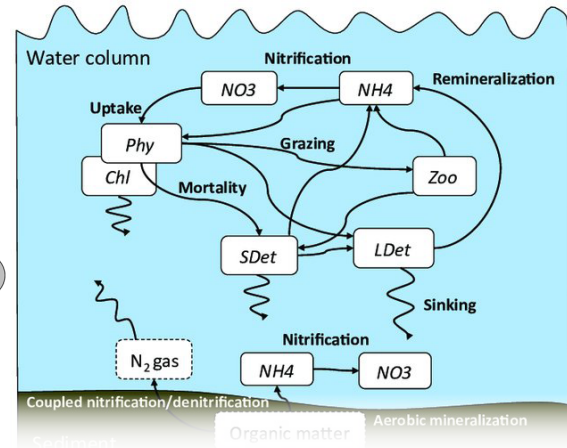 Water column
Nitrification
NO3
NH4
Remineralization
Uptake
Phy
Grazing
Chl
Mortality
Zoo
SDet
LDet
Sinking
N2 gas
Nitrification
NH4
NO3
Coupled nitrification/denitrification
Aerobic mineralization
Organic matter
Sediment